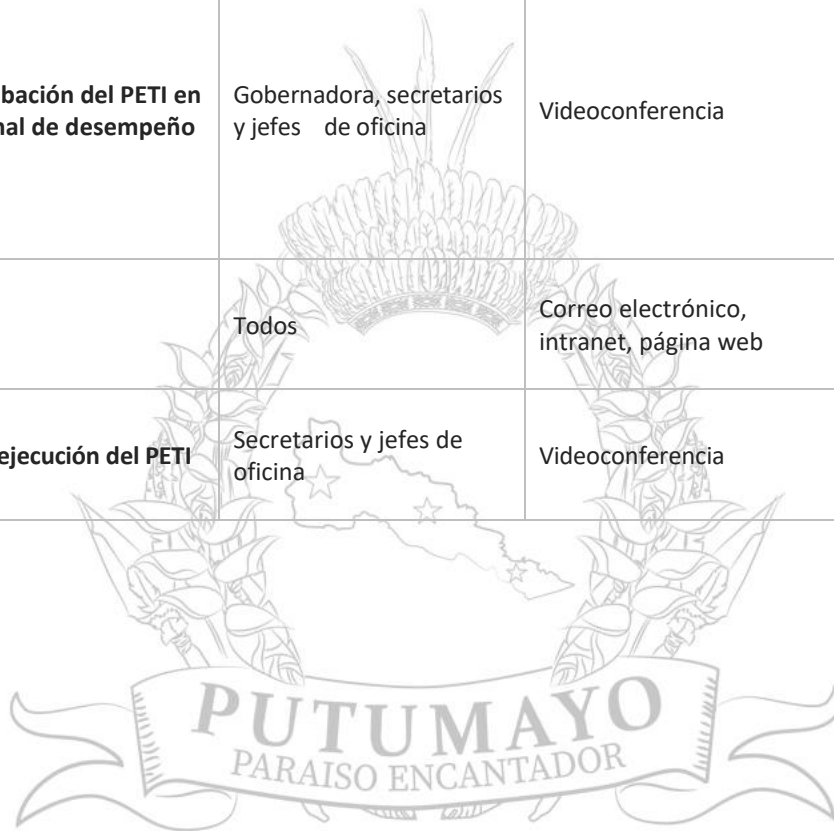 bación del PETI en
nal de desempeño
Gobernadora, secretarios
y jefes de oficina
Videoconferencia
Todos
Correo electrónico,
intranet, página web
ejecución del PETI
Secretarios y jefes de
oficina
Videoconferencia
PUTUMAYO
PARAISO ENCANTADOR